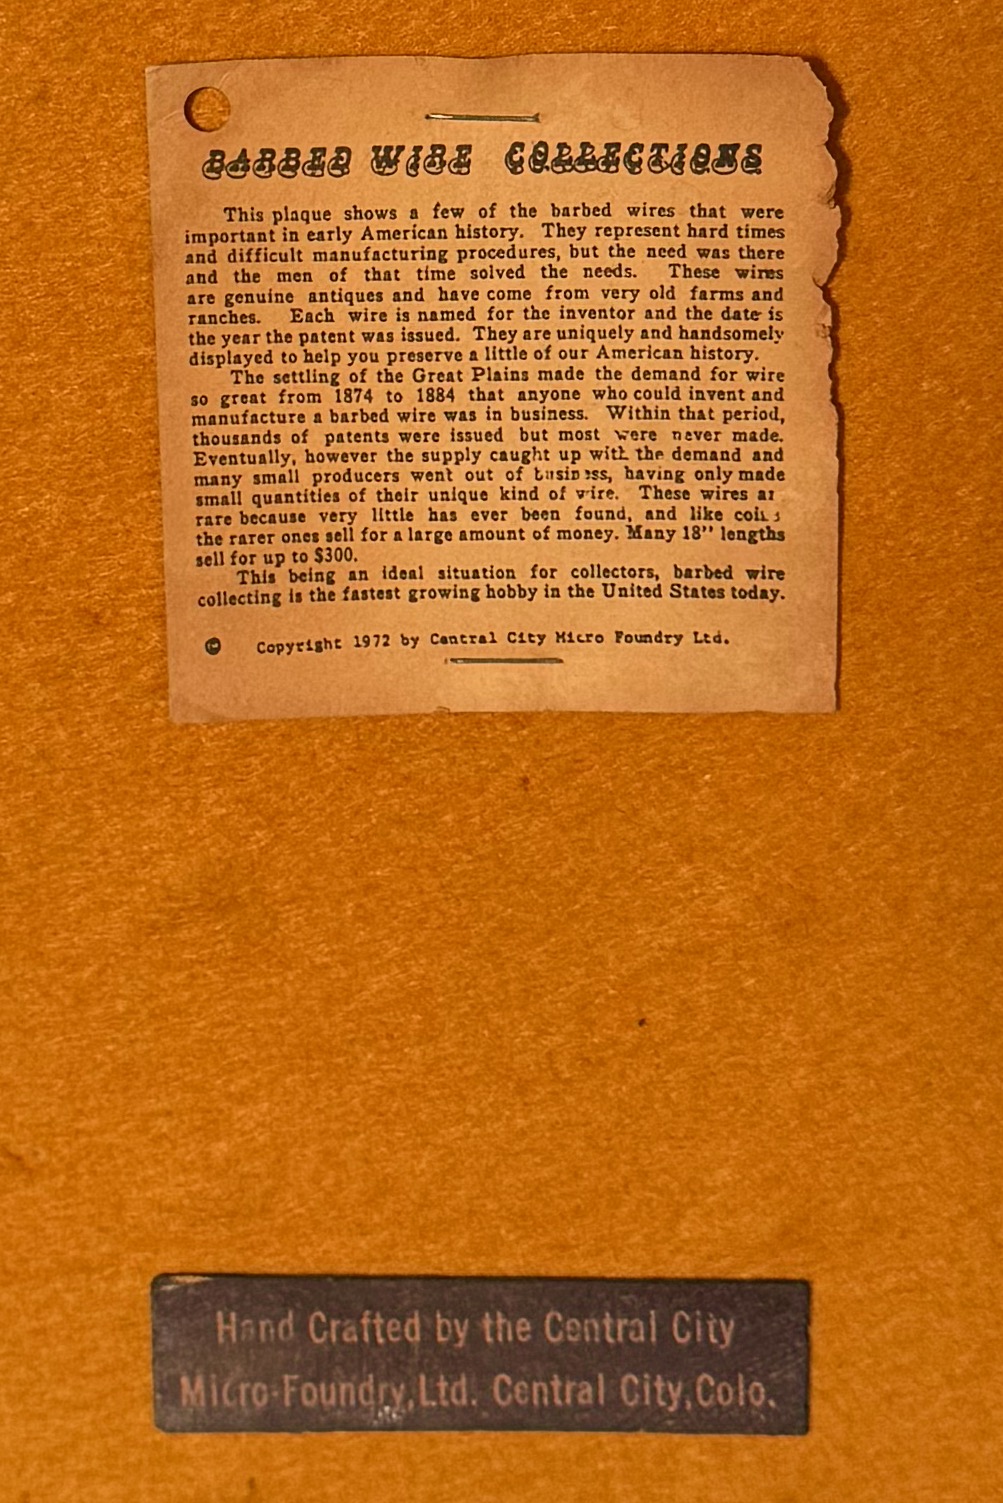 BARBED WIRE COLLECTIONS
This plaque shows a few of the barbed wires that were
important in early American history. They represent hard times
and difficult manufacturing procedures, but the need was there
and the men of that time solved the needs. These wires
are genuine antiques and have come from very old farms and
ranches. Each wire is named for the inventor and the date is
the year the patent was issued. They are uniquely and handsomely
displayed to help you preserve a little of our American history.
The settling of the Great Plains made the demand for wire
so great from 1874 to 1884 that anyone who could invent and
manufacture a barbed wire was in business. Within that period,
thousands of patents were issued but most were never made.
Eventually, however the supply caught up with the demand and
many small producers went out of business, having only made
small quantities of their unique kind of wire. These wires
rare because very little has ever been found, and like coins
the rarer ones sell for a large amount of money. Many 18" lengths
sell for up to $300.
This being an ideal situation for collectors, barbed wire
collecting is the fastest growing hobby in the United States today.
© Copyright 1972 by Central City Micro Foundry Ltd.
Hand Crafted by the Central City
Micro-Foundry,Ltd. Central City,Colo.